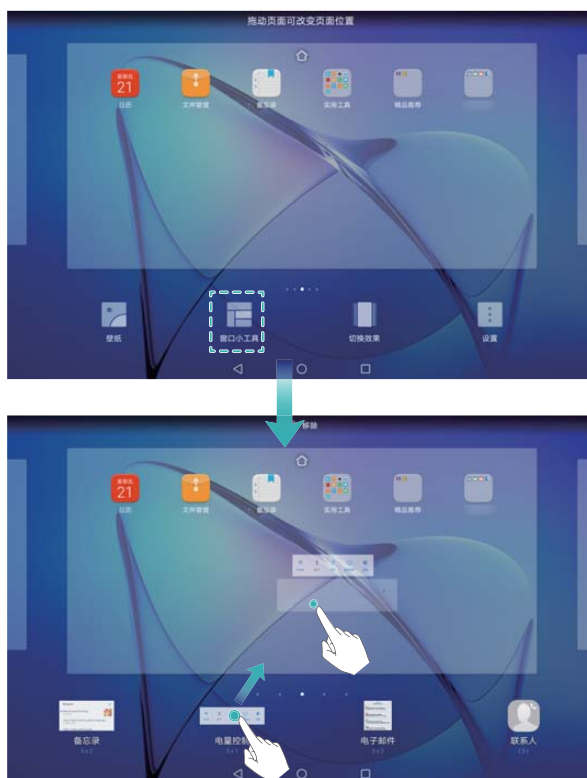 拖动页面可改变页面位置
星期五
21
日历
文件管理
备忘录
实用工具
精品推荐
壁纸
窗口小工具
切换效果
设置
移除
星期五
21
日历
文件管理
备忘录
实用工具
精品推荐
备忘录
电量控制
电子邮件
联系人